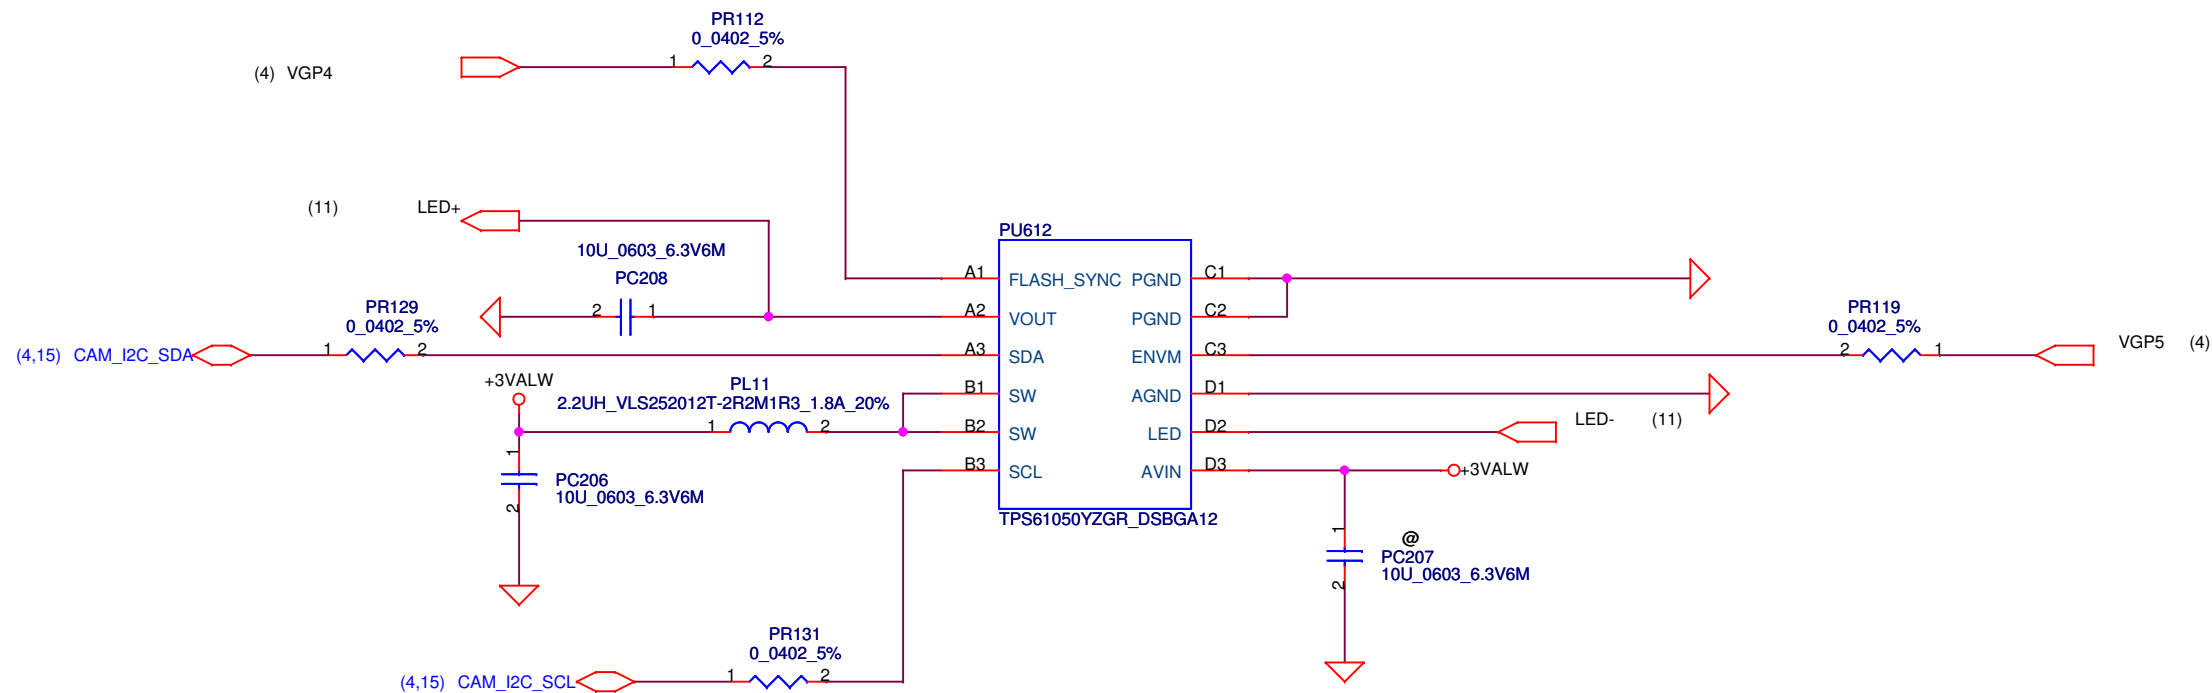 PR112
0_0402_5%
1
2
(4) VGP4
(11)
LED+
10U_0603_6.3V6M
PC208
2
1
PR129
0_0402_5%
(4,15) CAM_I2C_SDA
1
2
+3VALW
PL11
2.2UH_VLS252012T-2R2M1R3_1.8A_20%
1
2
1
PC206
10U_0603_6.3V6M
2
PR131
0_0402_5%
(4,15) CAM_I2C_SCL
1
2
PU612
A1 FLASH_SYNC PGND C1
A2 VOUT PGND C2
A3 SDA ENVM C3
B1 SW AGND D1
B2 SW LED D2
B3 SCL AVIN D3
TPS61050YZGR_DSBGA12
PR119
0_0402_5%
2
1
VGP5 (4)
LED- (11)
+3VALW
1
@
PC207
10U_0603_6.3V6M
2